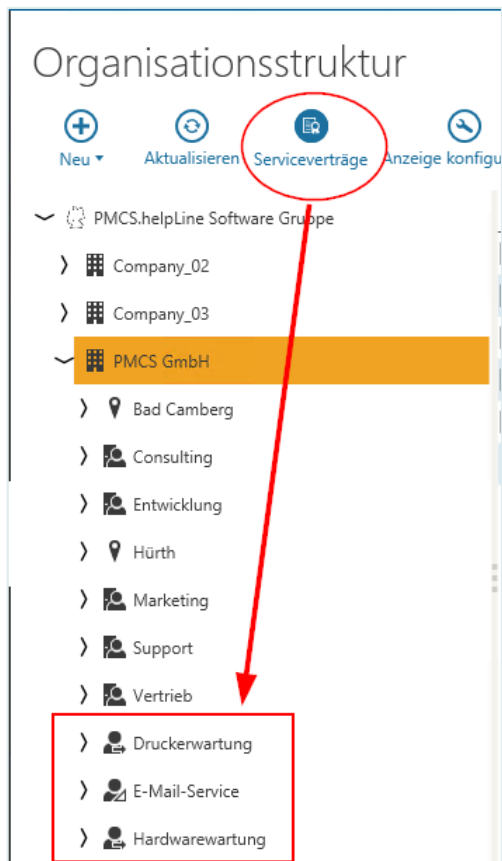 Organisationsstruktur
Neu Aktualisieren Serviceverträge Anzeige konfigu
PMCS.helpLine Software Gruppe
Company_02
Company_03
PMCS GmbH
Bad Camberg
Consulting
Entwicklung
Hürth
Marketing
Support
Vertrieb
Druckerwartung
E-Mail-Service
Hardwarewartung